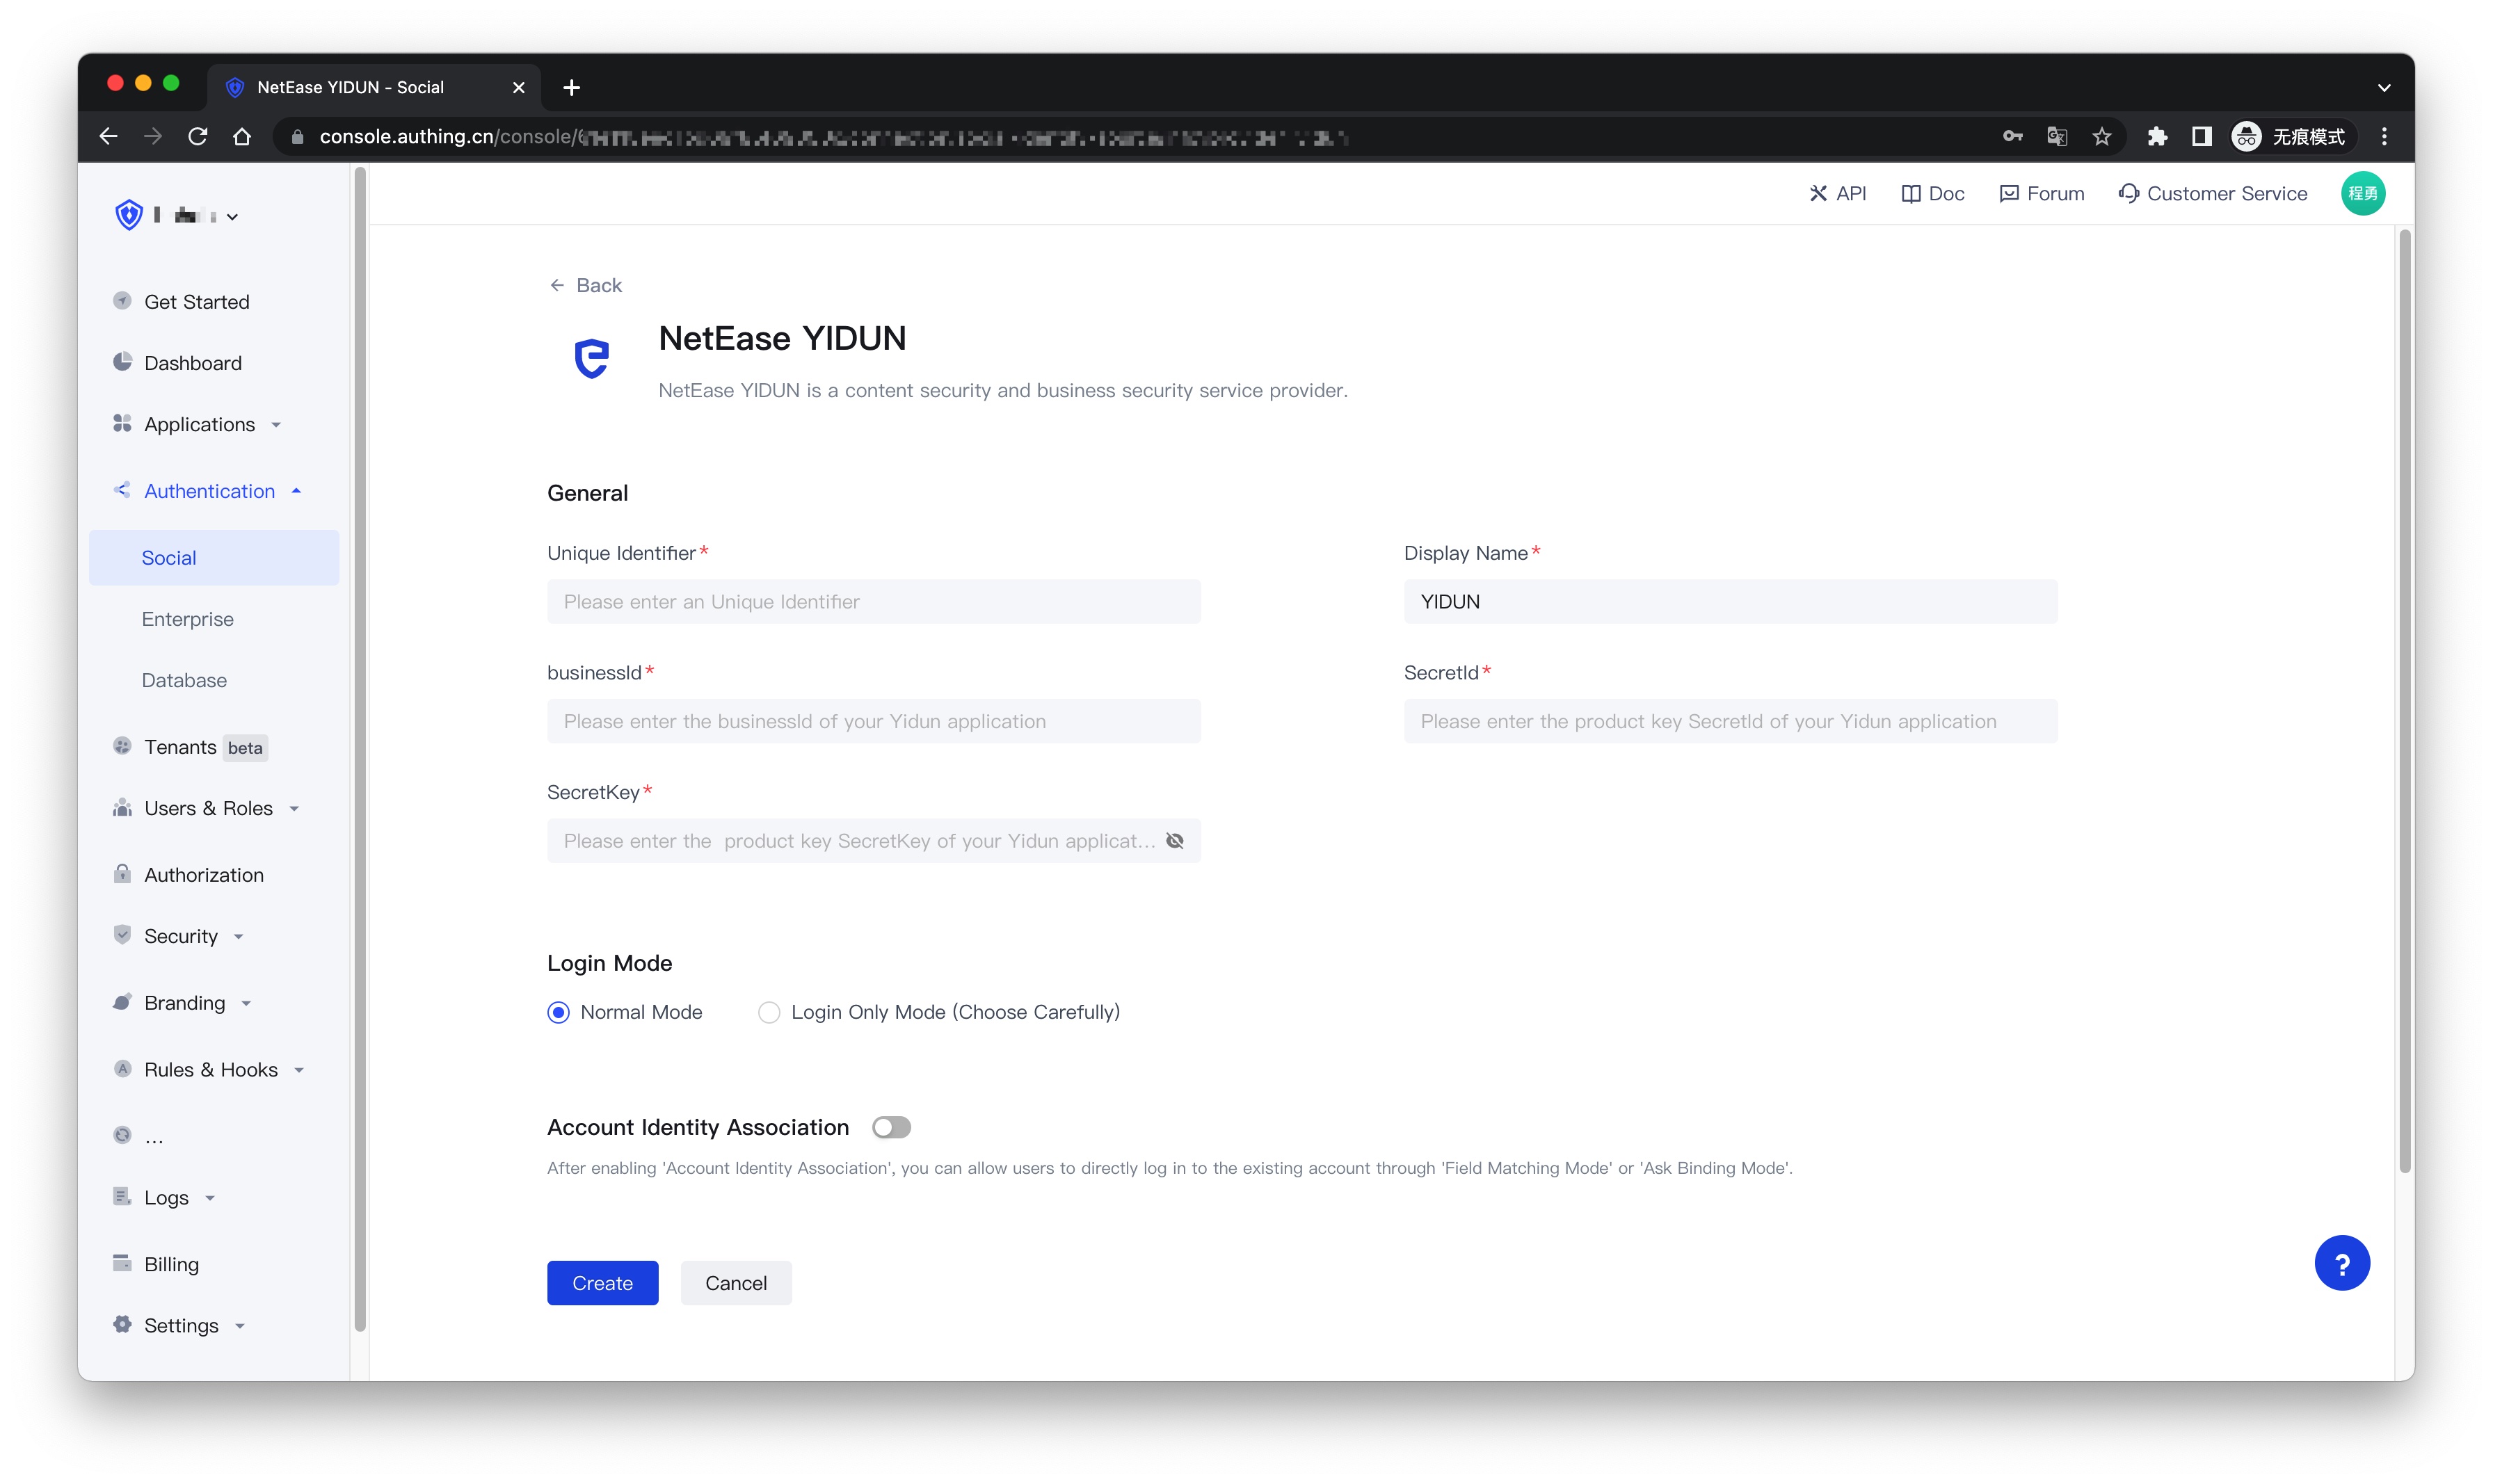 NetEase YIDUN - Social
console.authing.cn/console/
无痕模式
API
Doc
Forum
Customer Service
程勇
Get Started
Dashboard
Applications
Authentication
Social
Enterprise
Database
Tenants beta
Users & Roles
Authorization
Security
Branding
Rules & Hooks
...
Logs
Billing
Settings
Back
NetEase YIDUN
NetEase YIDUN is a content security and business security service provider.
General
Unique Identifier*
Please enter an Unique Identifier
Display Name*
YIDUN
businessId*
Please enter the businessId of your Yidun application
SecretId*
Please enter the product key SecretId of your Yidun application
SecretKey*
Please enter the product key SecretKey of your Yidun applicat...
Login Mode
Normal Mode
Login Only Mode (Choose Carefully)
Account Identity Association
After enabling 'Account Identity Association', you can allow users to directly log in to the existing account through 'Field Matching Mode' or 'Ask Binding Mode'.
Create
Cancel
?